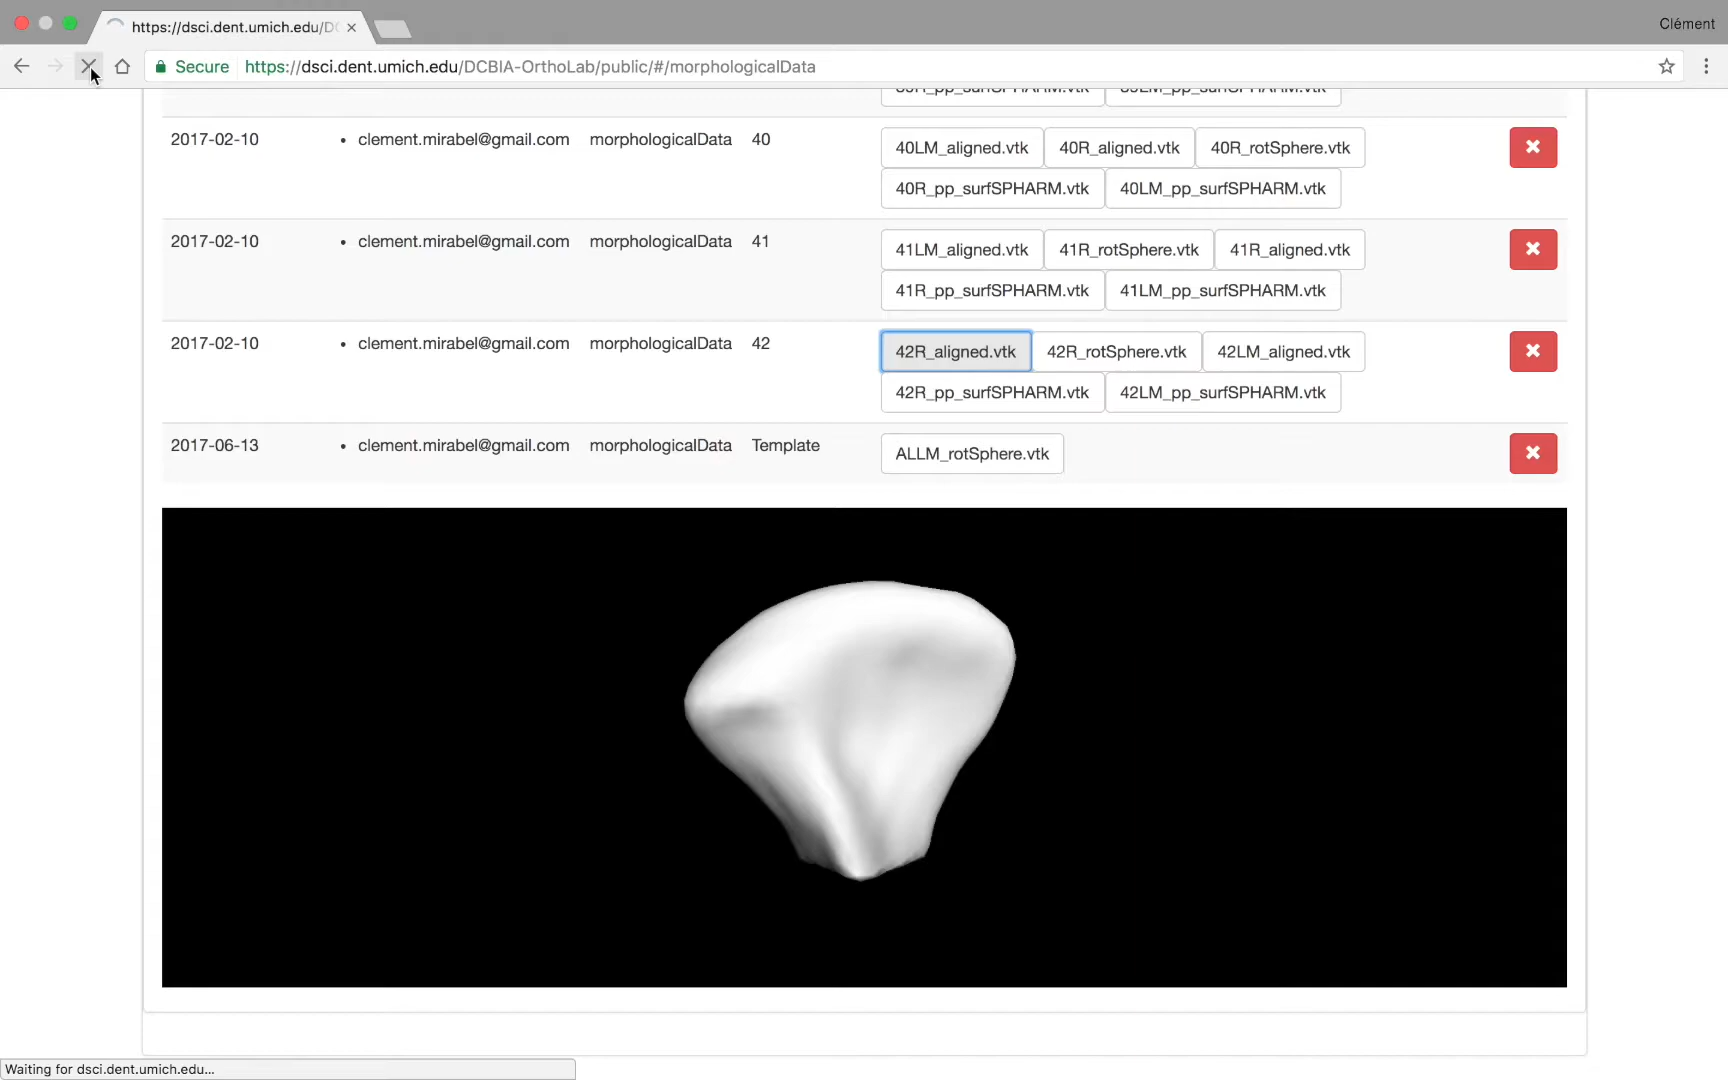 https://dsci.dent.umich.edu/DC
Clément
Secure https://dsci.dent.umich.edu/DCBIA-OrthoLab/public/#/morphologicalData
2017-02-10 • clement.mirabel@gmail.com morphologicalData 40 40LM_aligned.vtk 40R_aligned.vtk 40R_rotSphere.vtk
40R_pp_surfSPHARM.vtk 40LM_pp_surfSPHARM.vtk
2017-02-10 • clement.mirabel@gmail.com morphologicalData 41 41LM_aligned.vtk 41R_rotSphere.vtk 41R_aligned.vtk
41R_pp_surfSPHARM.vtk 41LM_pp_surfSPHARM.vtk
2017-02-10 • clement.mirabel@gmail.com morphologicalData 42 42R_aligned.vtk 42R_rotSphere.vtk 42LM_aligned.vtk
42R_pp_surfSPHARM.vtk 42LM_pp_surfSPHARM.vtk
2017-06-13 • clement.mirabel@gmail.com morphologicalData Template ALLM_rotSphere.vtk
Waiting for dsci.dent.umich.edu...